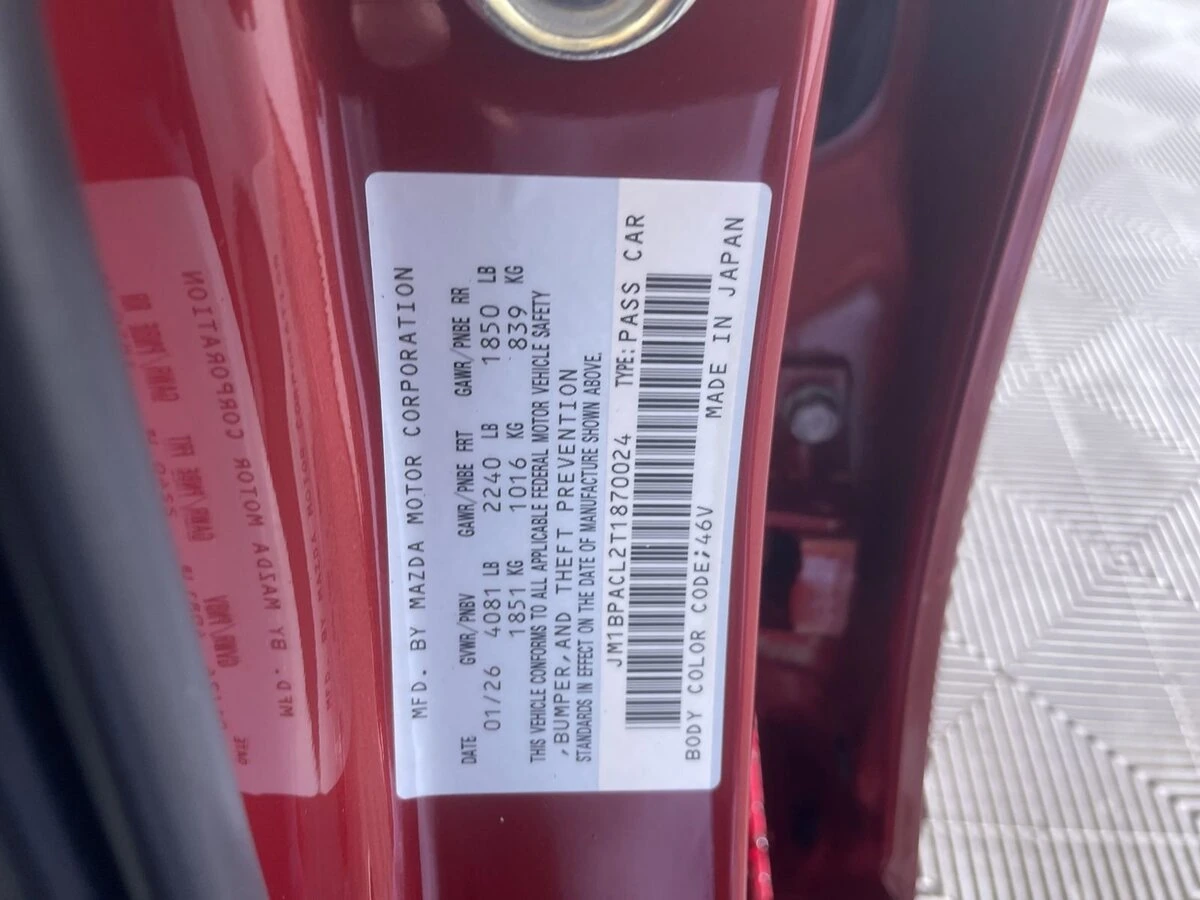 MFD. BY MAZDA MOTOR CORPORATION
DATE GVWR/PNBV GAWR/PNBE FRT GAWR/PNBE RR
01/26 4081 LB 2240 LB 1850 LB
1851 KG 1016 KG 839 KG
THIS VEHICLE CONFORMS TO ALL APPLICABLE FEDERAL MOTOR VEHICLE SAFETY
,BUMPER,AND THEFT PREVENTION
STANDARDS IN EFFECT ON THE DATE OF MANUFACTURE SHOWN ABOVE.
JM1BPACL2T1870024 TYPE:PASS CAR
BODY COLOR CODE;46V MADE IN JAPAN